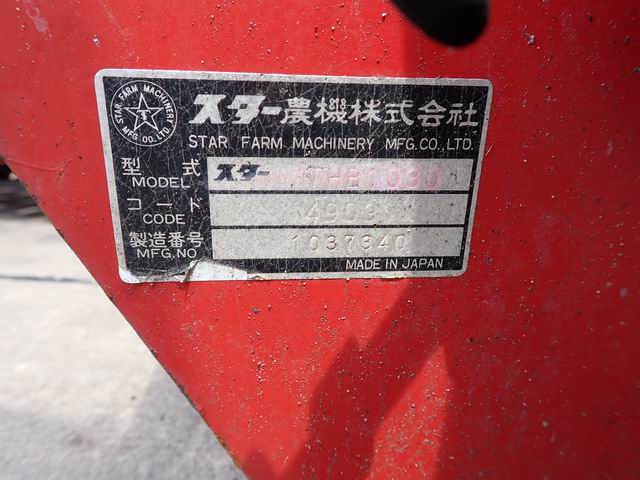 STAR FARM MACHINERY MFG.CO.,LTD.
スター農機株式会社
STAR FARM MACHINERY MFG.CO.,LTD.
型式 スター
MODEL
コード
CODE
製造番号 1037340
MFG.NO
MADE IN JAPAN